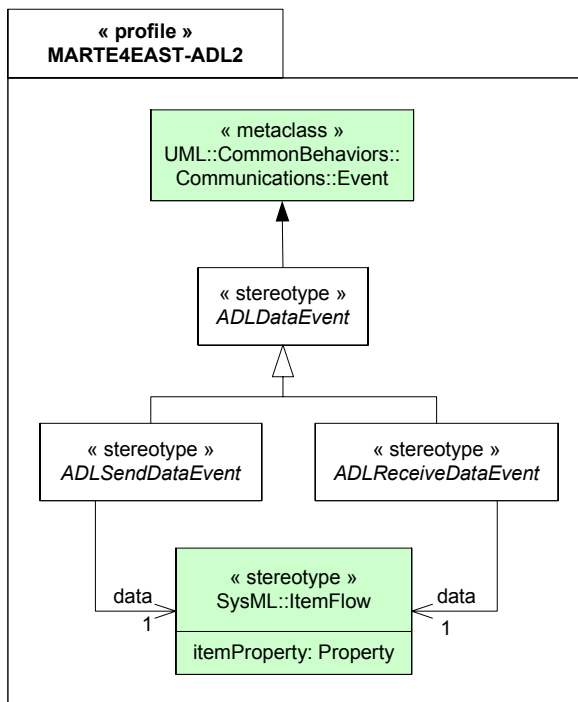 « profile »
MARTE4EAST-ADL2
« metaclass »
UML::CommonBehaviors::
Communications::Event
« stereotype »
ADLDataEvent
« stereotype »
ADLSendDataEvent
« stereotype »
ADLReceiveDataEvent
data
1
« stereotype »
SysML::ItemFlow
itemProperty: Property
data
1